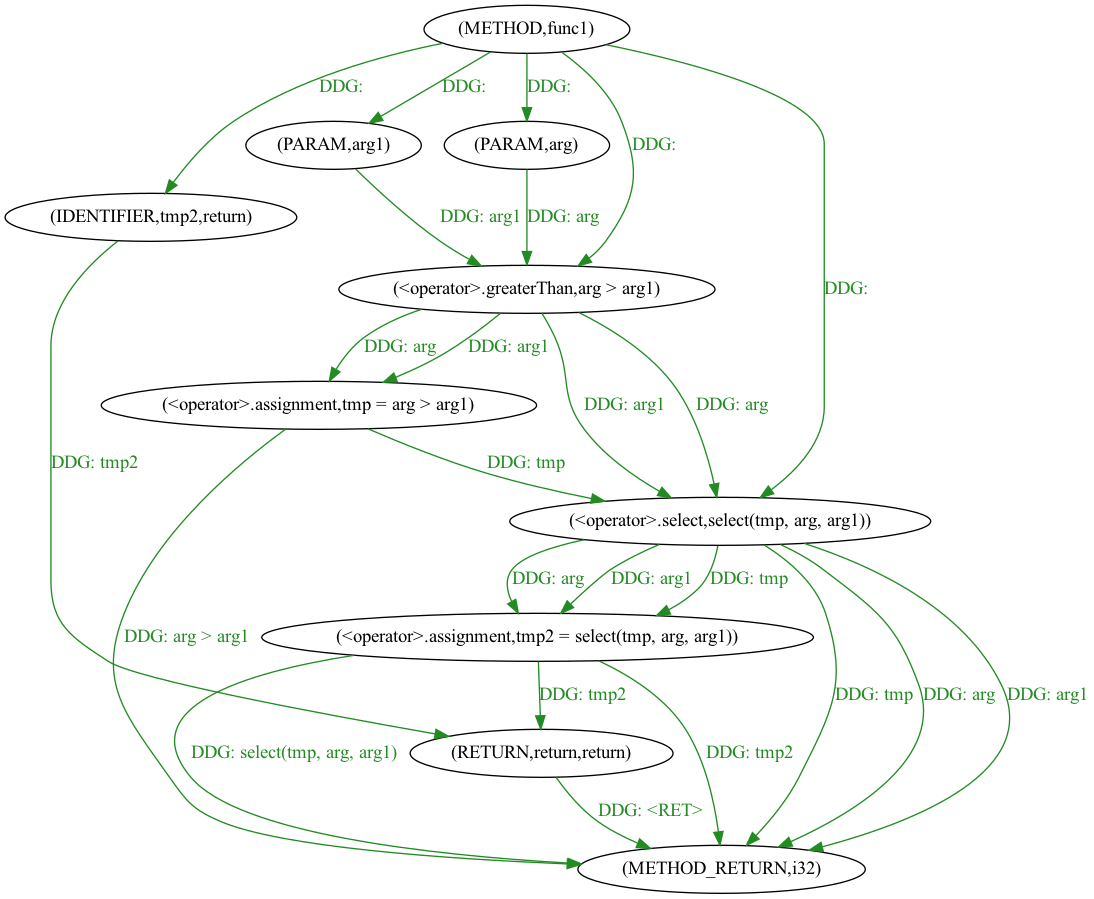 (METHOD,func1)
DDG:
DDG:
DDG:
DDG:
DDG:
(PARAM,arg1)
(PARAM,arg)
(IDENTIFIER,tmp2,return)
DDG: arg1
DDG: arg
(<operator>.greaterThan,arg > arg1)
DDG: arg
DDG: arg1
DDG: arg1
DDG: arg
(<operator>.assignment,tmp = arg > arg1)
DDG: tmp2
DDG: tmp
(<operator>.select,select(tmp, arg, arg1))
DDG: arg
DDG: arg1
DDG: tmp
DDG: arg > arg1
(<operator>.assignment,tmp2 = select(tmp, arg, arg1))
DDG: tmp2
DDG: tmp
DDG: arg
DDG: arg1
DDG: select(tmp, arg, arg1)
(RETURN,return,return)
DDG: tmp2
DDG: <RET>
(METHOD_RETURN,i32)